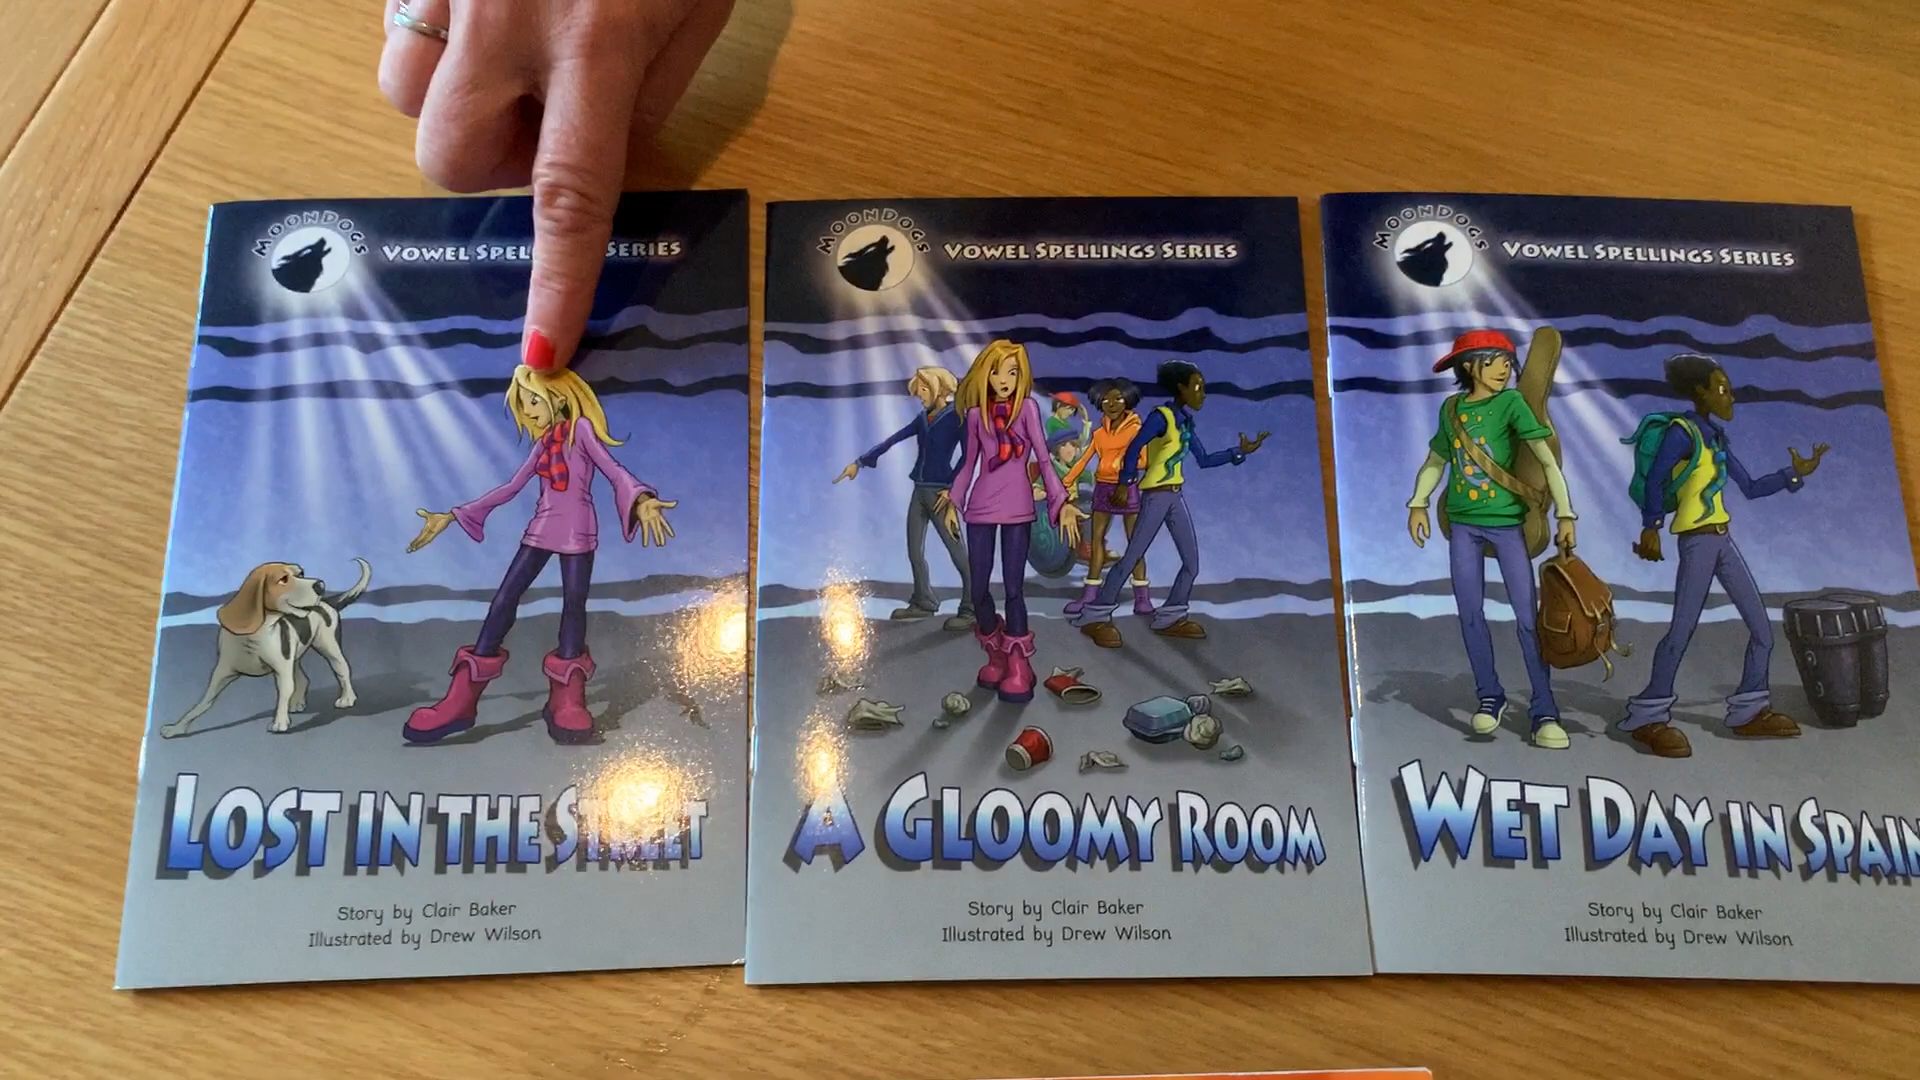 MOONDOGS
VOWEL SPEL SERIES
LOST IN THE STREET
Story by Clair Baker
Illustrated by Drew Wilson
MOONDOGS
VOWEL SPELLINGS SERIES
A GLOOMY ROOM
Story by Clair Baker
Illustrated by Drew Wilson
MOONDOGS
VOWEL SPELLINGS SERIES
WET DAY IN SPAIN
Story by Clair Baker
Illustrated by Drew Wilson